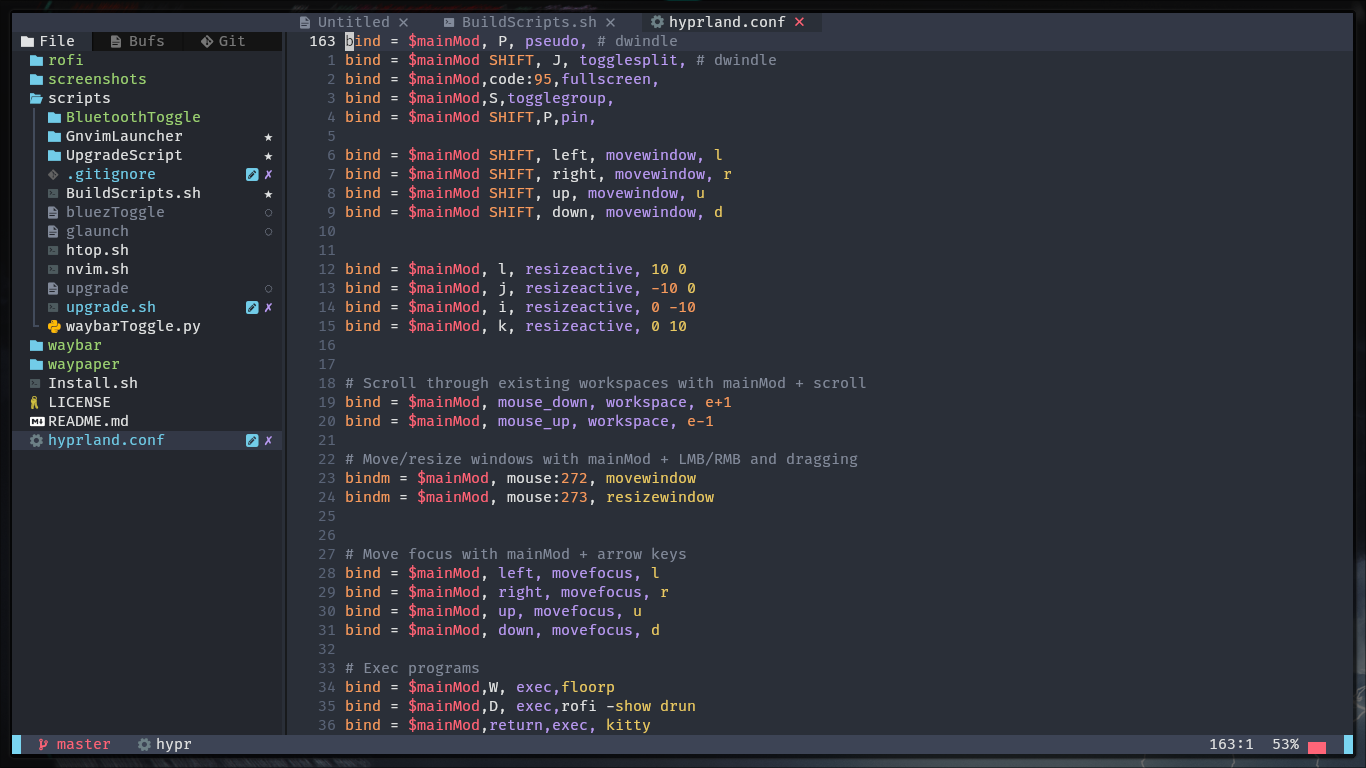 Untitled BuildScripts.sh hyprland.conf
File Bufs Git
rofi
screenshots
scripts
BluetoothToggle
GnvimLauncher
UpgradeScript
.gitignore
BuildScripts.sh
bluezToggle
glaunch
htop.sh
nvim.sh
upgrade
upgrade.sh
waybarToggle.py
waybar
waypaper
Install.sh
LICENSE
README.md
hyprland.conf
163 bind = $mainMod, P, pseudo, # dwindle
1 bind = $mainMod SHIFT, J, togglesplit, # dwindle
2 bind = $mainMod,code:95,fullscreen,
3 bind = $mainMod,S,togglegroup,
4 bind = $mainMod SHIFT,P,pin,
5
6 bind = $mainMod SHIFT, left, movewindow, l
7 bind = $mainMod SHIFT, right, movewindow, r
8 bind = $mainMod SHIFT, up, movewindow, u
9 bind = $mainMod SHIFT, down, movewindow, d
10
11
12 bind = $mainMod, l, resizeactive, 10 0
13 bind = $mainMod, j, resizeactive, -10 0
14 bind = $mainMod, i, resizeactive, 0 -10
15 bind = $mainMod, k, resizeactive, 0 10
16
17
18 # Scroll through existing workspaces with mainMod + scroll
19 bind = $mainMod, mouse_down, workspace, e+1
20 bind = $mainMod, mouse_up, workspace, e-1
21
22 # Move/resize windows with mainMod + LMB/RMB and dragging
23 bindm = $mainMod, mouse:272, movewindow
24 bindm = $mainMod, mouse:273, resizewindow
25
26
27 # Move focus with mainMod + arrow keys
28 bind = $mainMod, left, movefocus, l
29 bind = $mainMod, right, movefocus, r
30 bind = $mainMod, up, movefocus, u
31 bind = $mainMod, down, movefocus, d
32
33 # Exec programs
34 bind = $mainMod,W, exec,floorp
35 bind = $mainMod,D, exec,rofi -show drun
36 bind = $mainMod,return,exec, kitty
master hypr 163:1 53%